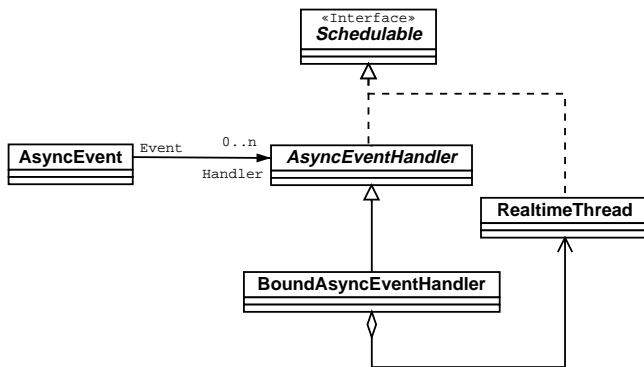 «Interface»
Schedulable
AsyncEvent
Event
0..n
Handler
AsyncEventHandler
RealtimeThread
BoundAsyncEventHandler